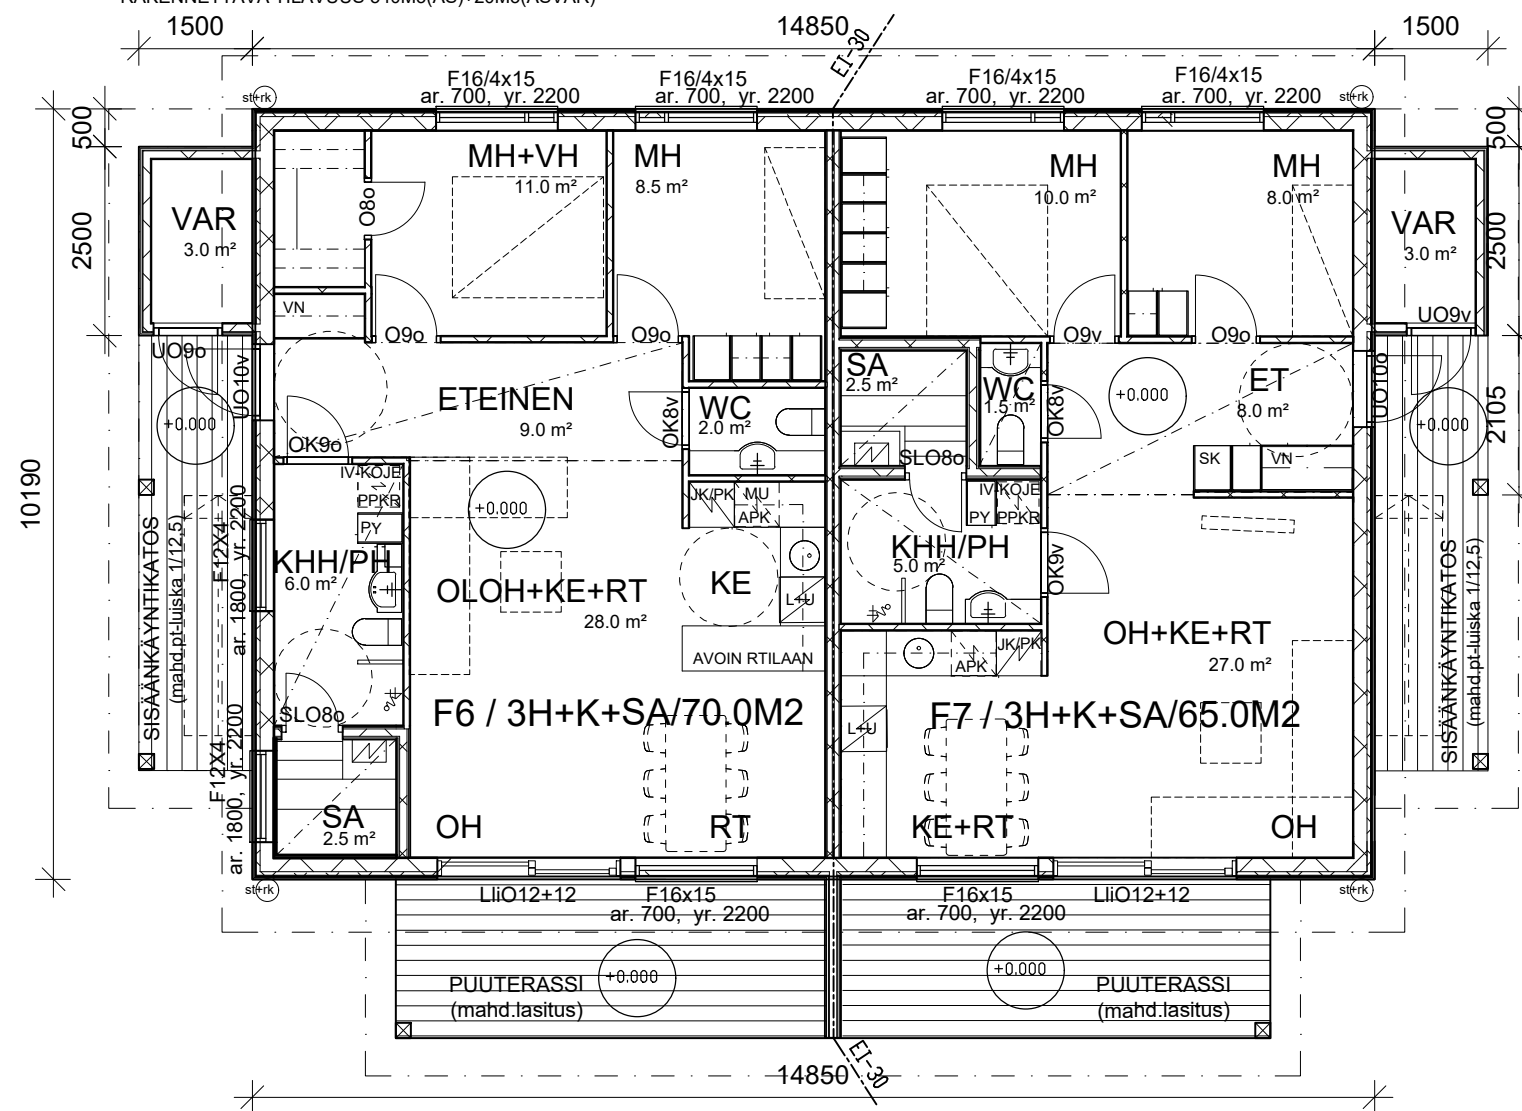 1500
14850
1500
EI-30
F16/4x15
ar. 700, yr. 2200
F16/4x15
ar. 700, yr. 2200
F16/4x15
ar. 700, yr. 2200
F16/4x15
ar. 700, yr. 2200
st+rk
st+rk
500
500
MH+VH
11.0 m²
MH
8.5 m²
MH
10.0 m²
MH
8.0 m²
O8o
VAR
3.0 m²
VAR
3.0 m²
2500
2500
VN
O9o
O9o
O9v
O9o
UO9o
UO9v
UO10v
UO10o
+0.000
ETEINEN
9.0 m²
OK9o
OK8v
WC
2.0 m²
SA
2.5 m²
SLO8o
WC
1.5 m²
OK8v
+0.000
ET
8.0 m²
SK
VN
+0.000
2105
10190
IV-KOJE
PPKR
PY
+0.000
JK/PK
MU
APK
IV-KOJE
PY
PPKR
SISÄÄNKÄYNTIKATOS
(mahd.pt-luiska 1/12,5)
F12X4
ar. 1800, yr. 2200
KHH/PH
6.0 m²
OLOH+KE+RT
28.0 m²
KE
L+U
AVOIN RTILAAN
KHH/PH
5.0 m²
OK9v
OH+KE+RT
27.0 m²
APK
JK/PK
SISÄÄNKÄYNTIKATOS
(mahd.pt-luiska 1/12,5)
SLO8o
F6 / 3H+K+SA/70.0M2
F7 / 3H+K+SA/65.0M2
L+U
F12X4
ar. 1800, yr. 2200
SA
2.5 m²
OH
RT
KE+RT
OH
st+rk
LIiO12+12
F16x15
ar. 700, yr. 2200
F16x15
ar. 700, yr. 2200
LIiO12+12
st+rk
PUUTERASSI
(mahd.lasitus)
+0.000
+0.000
PUUTERASSI
(mahd.lasitus)
EI-30
14850